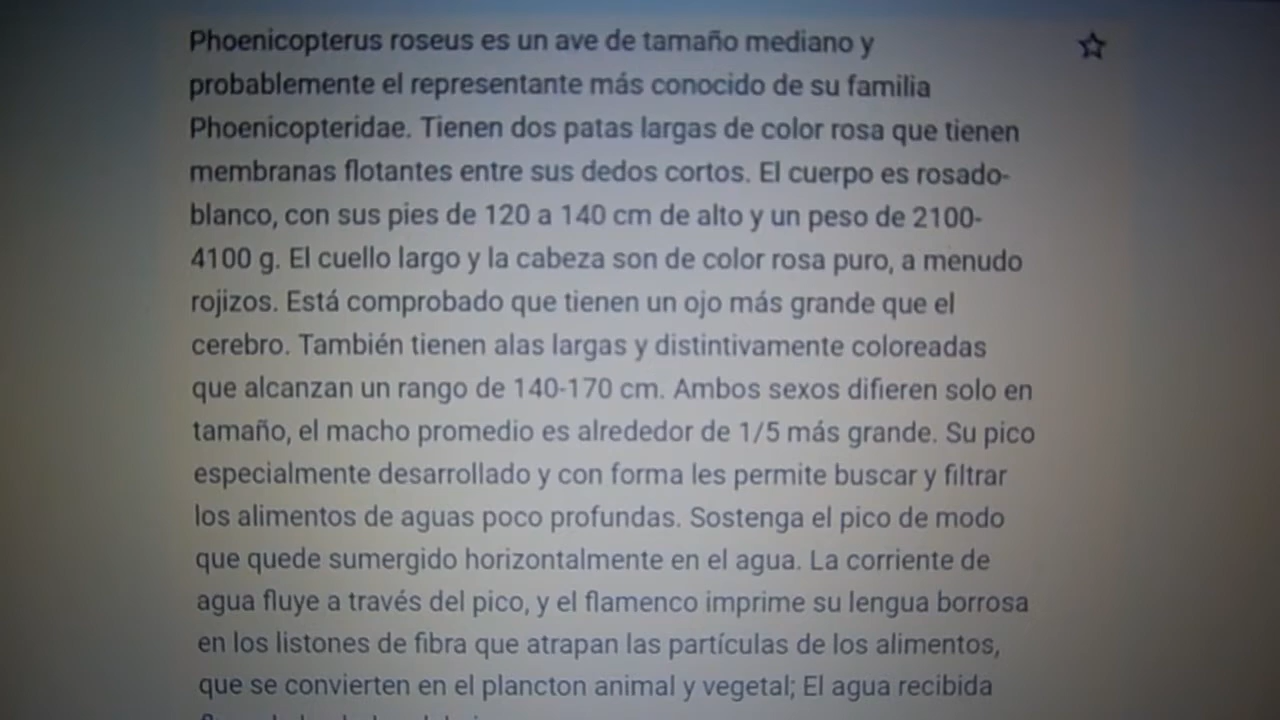 Phoenicopterus roseus es un ave de tamaño mediano y
probablemente el representante más conocido de su familia
Phoenicopteridae. Tienen dos patas largas de color rosa que tienen
membranas flotantes entre sus dedos cortos. El cuerpo es rosado-
blanco, con sus pies de 120 a 140 cm de alto y un peso de 2100-
4100 g. El cuello largo y la cabeza son de color rosa puro, a menudo
rojizos. Está comprobado que tienen un ojo más grande que el
cerebro. También tienen alas largas y distintivamente coloreadas
que alcanzan un rango de 140-170 cm. Ambos sexos difieren solo en
tamaño, el macho promedio es alrededor de 1/5 más grande. Su pico
especialmente desarrollado y con forma les permite buscar y filtrar
los alimentos de aguas poco profundas. Sostenga el pico de modo
que quede sumergido horizontalmente en el agua. La corriente de
agua fluye a través del pico, y el flamenco imprime su lengua borrosa
en los listones de fibra que atrapan las partículas de los alimentos,
que se convierten en el plancton animal y vegetal; El agua recibida